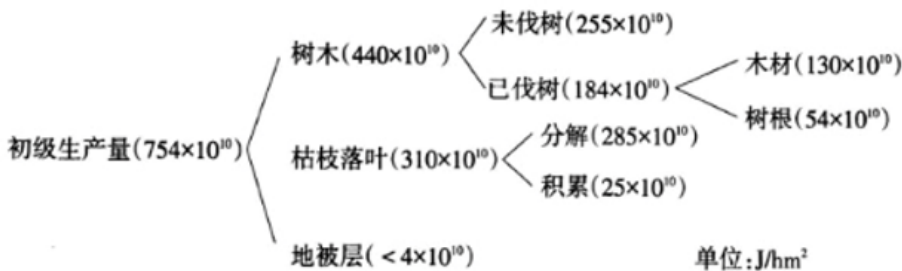 未伐树(255×10¹⁰)
树木(440×10¹⁰)
木材(130×10¹⁰)
已伐树(184×10¹⁰)
树根(54×10¹⁰)
分解(285×10¹⁰)
初级生产量(754×10¹⁰)
枯枝落叶(310×10¹⁰)
积累(25×10¹⁰)
地被层(<4×10¹⁰)
单位:J/hm²